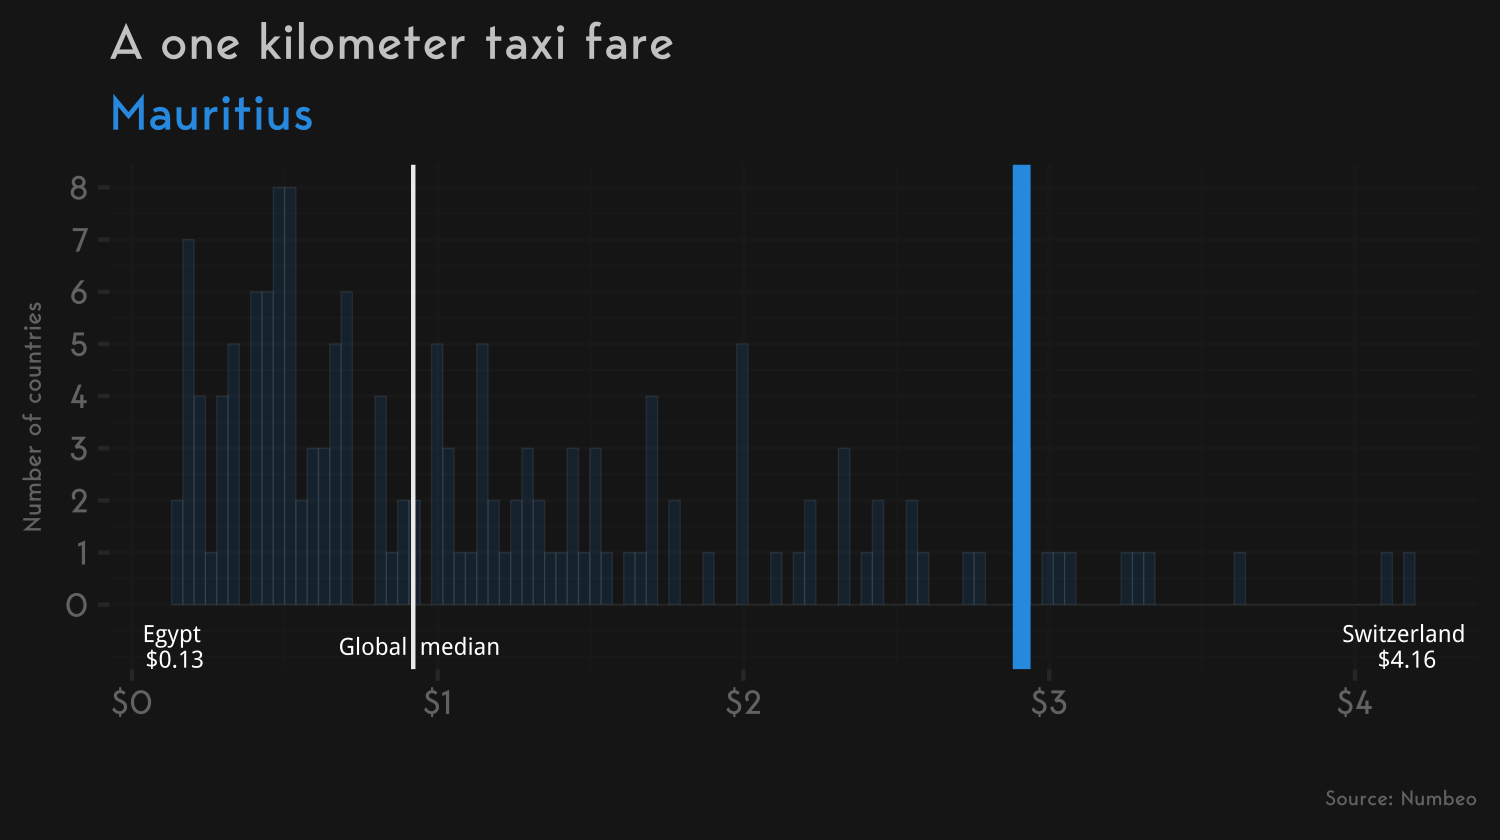 A one kilometer taxi fare
Mauritius
Number of countries
8
7
6
5
4
3
2
1
0
Egypt
$0.13
Global median
Switzerland
$4.16
$0 $1 $2 $3 $4
Source: Numbeo